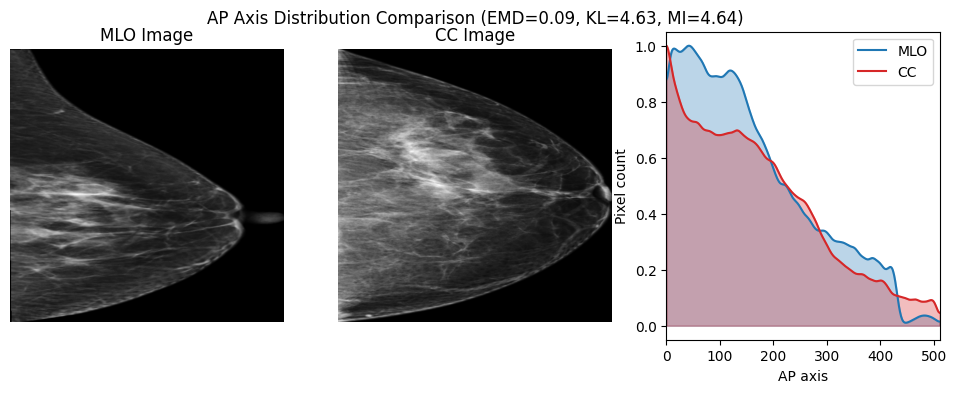 AP Axis Distribution Comparison (EMD=0.09, KL=4.63, MI=4.64)
MLO Image
CC Image
MLO
CC
1.0
0.8
0.6
0.4
0.2
0.0
Pixel count
0 100 200 300 400 500
AP axis